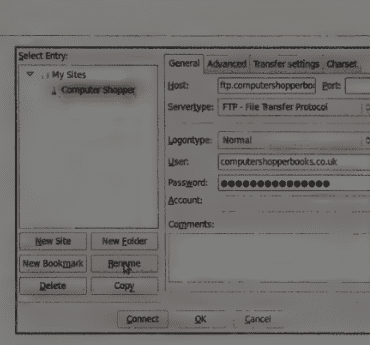 Select Entry:
My Sites
Computer Shopper
New Site New Folder
New Bookmark Rename
Delete Copy
General Advanced Transfer settings Charset
Host: ftp.computershopperbo Port:
Servertype: FTP - File Transfer Protocol
Logontype: Normal
User: computershopperbooks.co.uk
Password: ●●●●●●●●●●●●●●●
Account:
Comments:
Connect OK Cancel